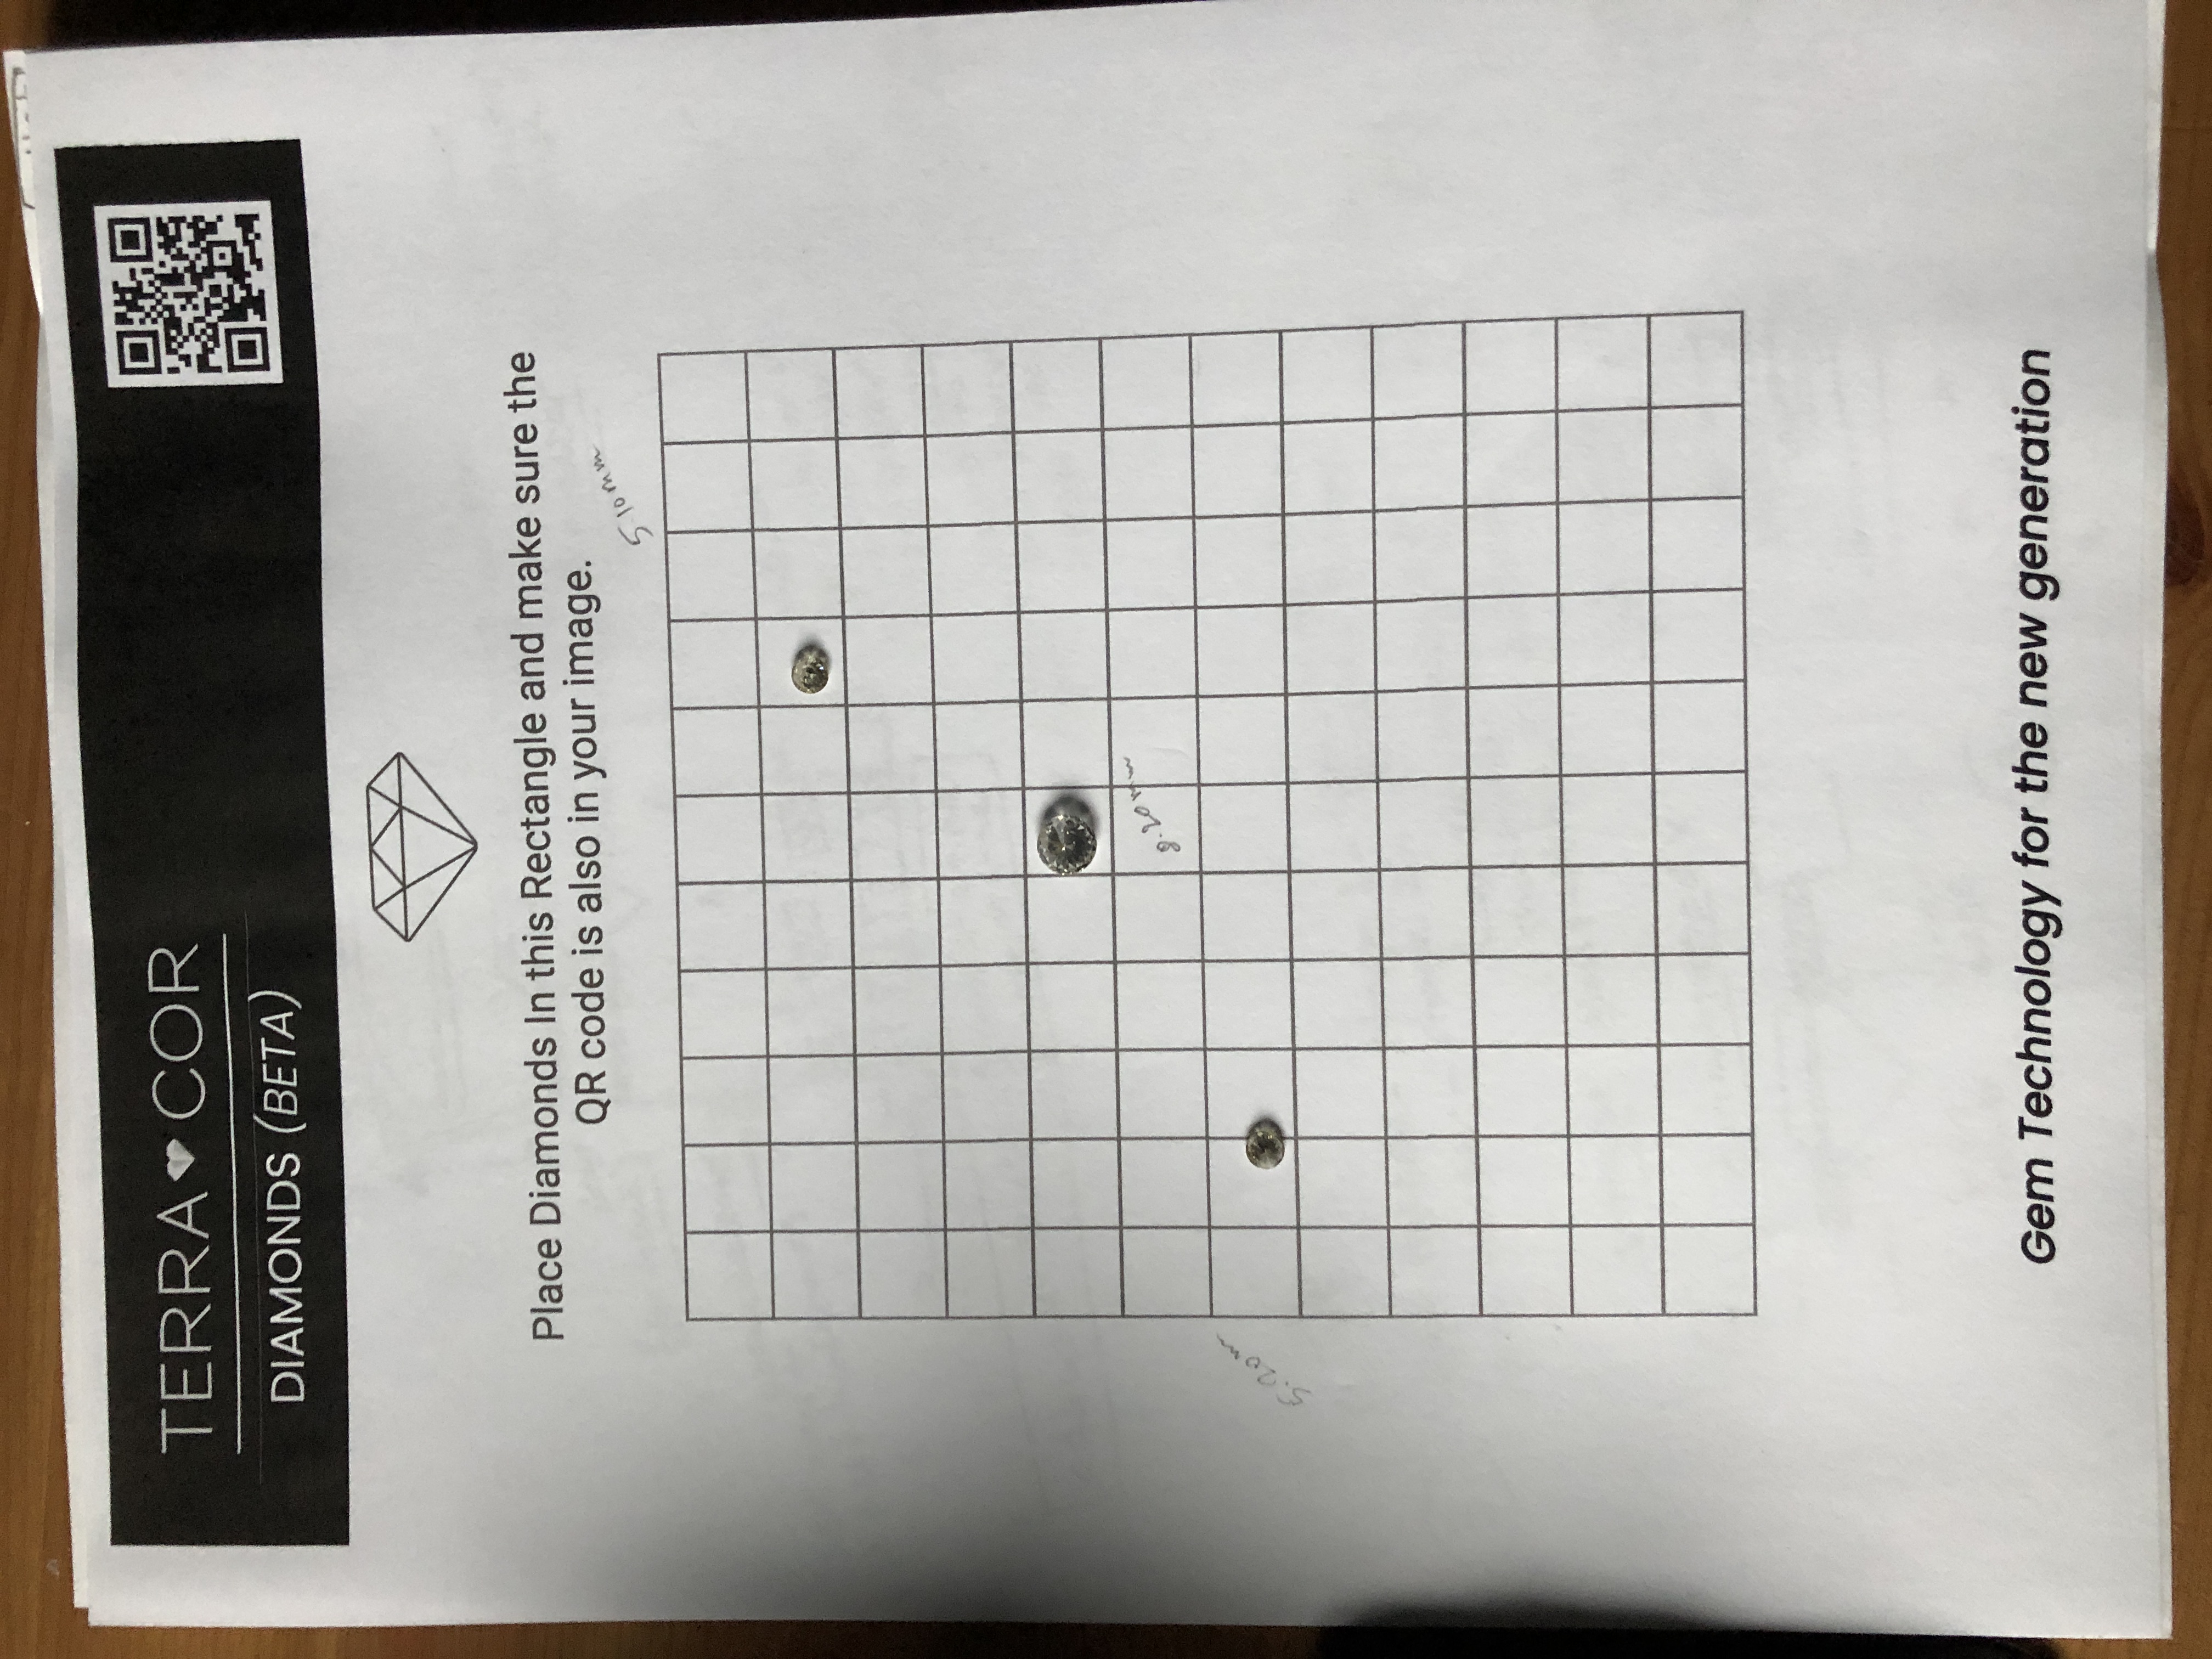 TERRA COR
DIAMONDS (BETA)
Place Diamonds In this Rectangle and make sure the
QR code is also in your image.
5.10mm
8.20mm
5.20m
Gem Technology for the new generation